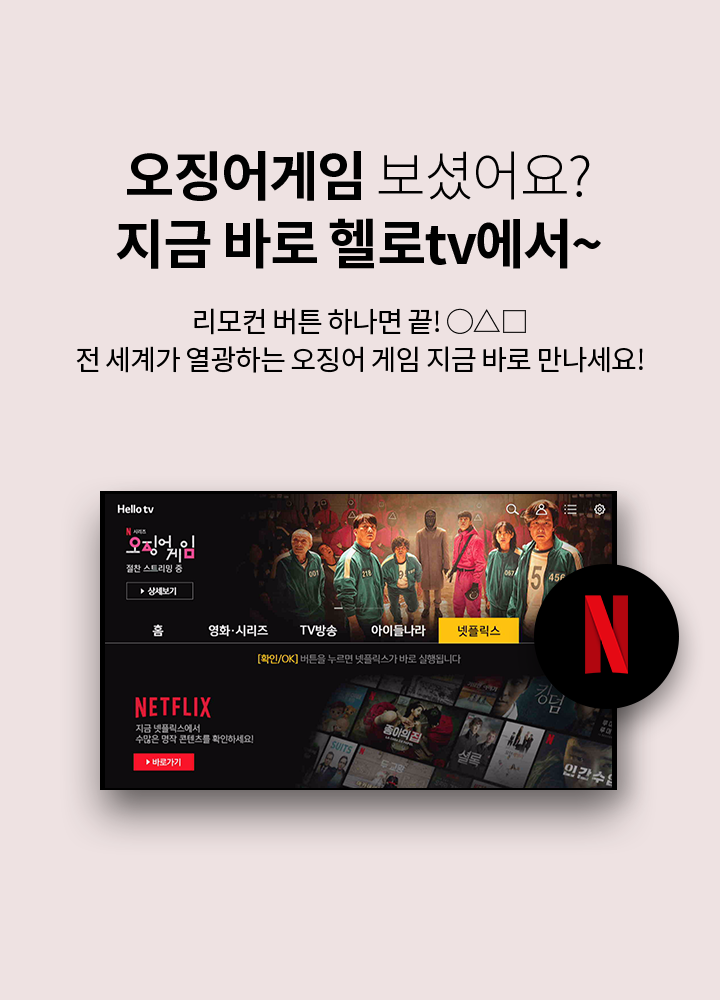 오징어게임 보셨어요?
지금 바로 헬로tv에서~
리모컨 버튼 하나면 끝! ○△□
전 세계가 열광하는 오징어 게임 지금 바로 만나세요!
Hello tv
N 시리즈
오징어게임
절찬 스트리밍 중
▶ 상세보기
001
218
067
456
홈 영화·시리즈 TV방송 아이들나라 넷플릭스
[확인/OK] 버튼을 누르면 넷플릭스가 바로 실행됩니다
N
NETFLIX
지금 넷플릭스에서
수많은 명작 콘텐츠를 확인하세요!
▶ 바로가기
킹덤
종이의 집
SUITS
셜록
인간수업